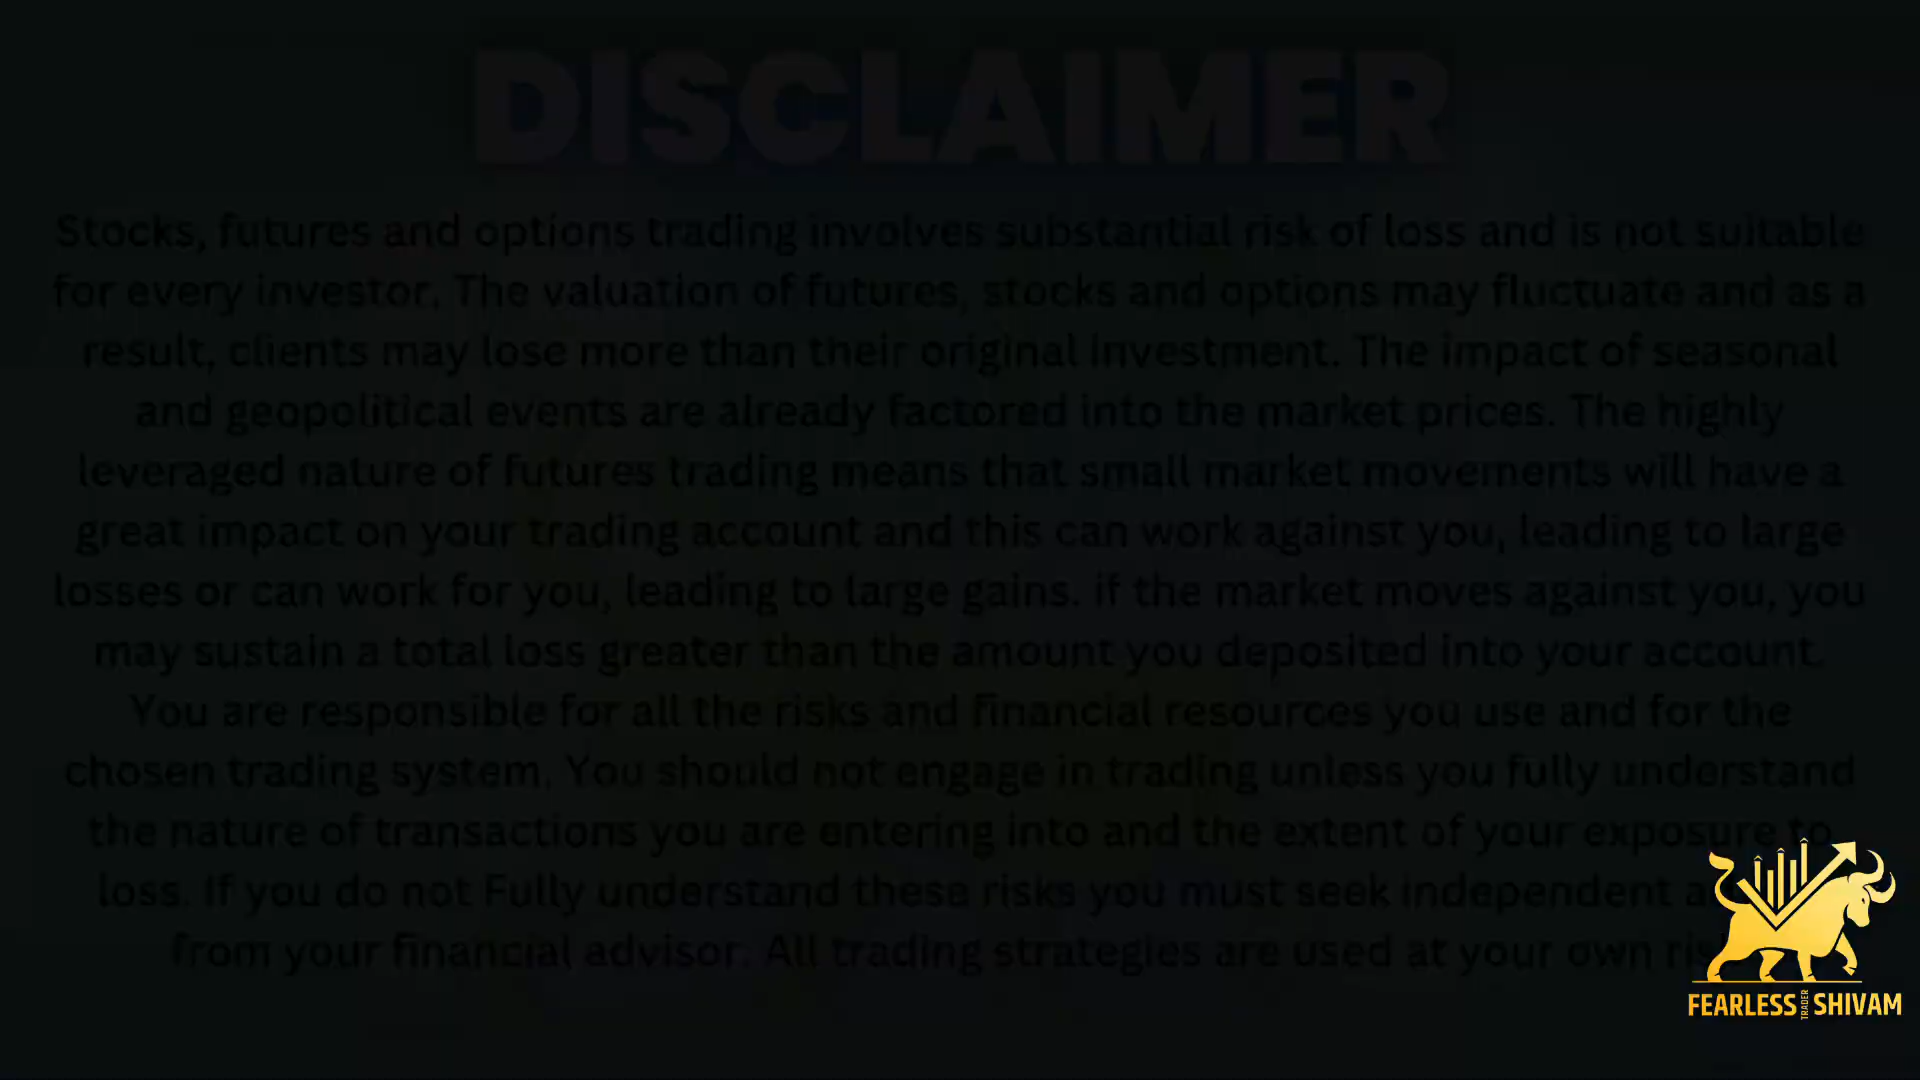 DISCLAIMER
Stocks, futures and options trading involves substantial risk of loss and is not suitable
for every investor. The valuation of futures, stocks and options may fluctuate and as a
result, clients may lose more than their original investment. The impact of seasonal
and geopolitical events are already factored into the market prices. The highly
leveraged nature of futures trading means that small market movements will have a
great impact on your trading account and this can work against you, leading to large
losses or can work for you, leading to large gains. if the market moves against you, you
may sustain a total loss greater than the amount you deposited into your account.
You are responsible for all the risks and financial resources you use and for the
chosen trading system. You should not engage in trading unless you fully understand
the nature of transactions you are entering into and the extent of your exposure to
loss. If you do not Fully understand these risks you must seek independent
from your financial advisor. All trading strategies are used at your own
FEARLESS TRADER SHIVAM